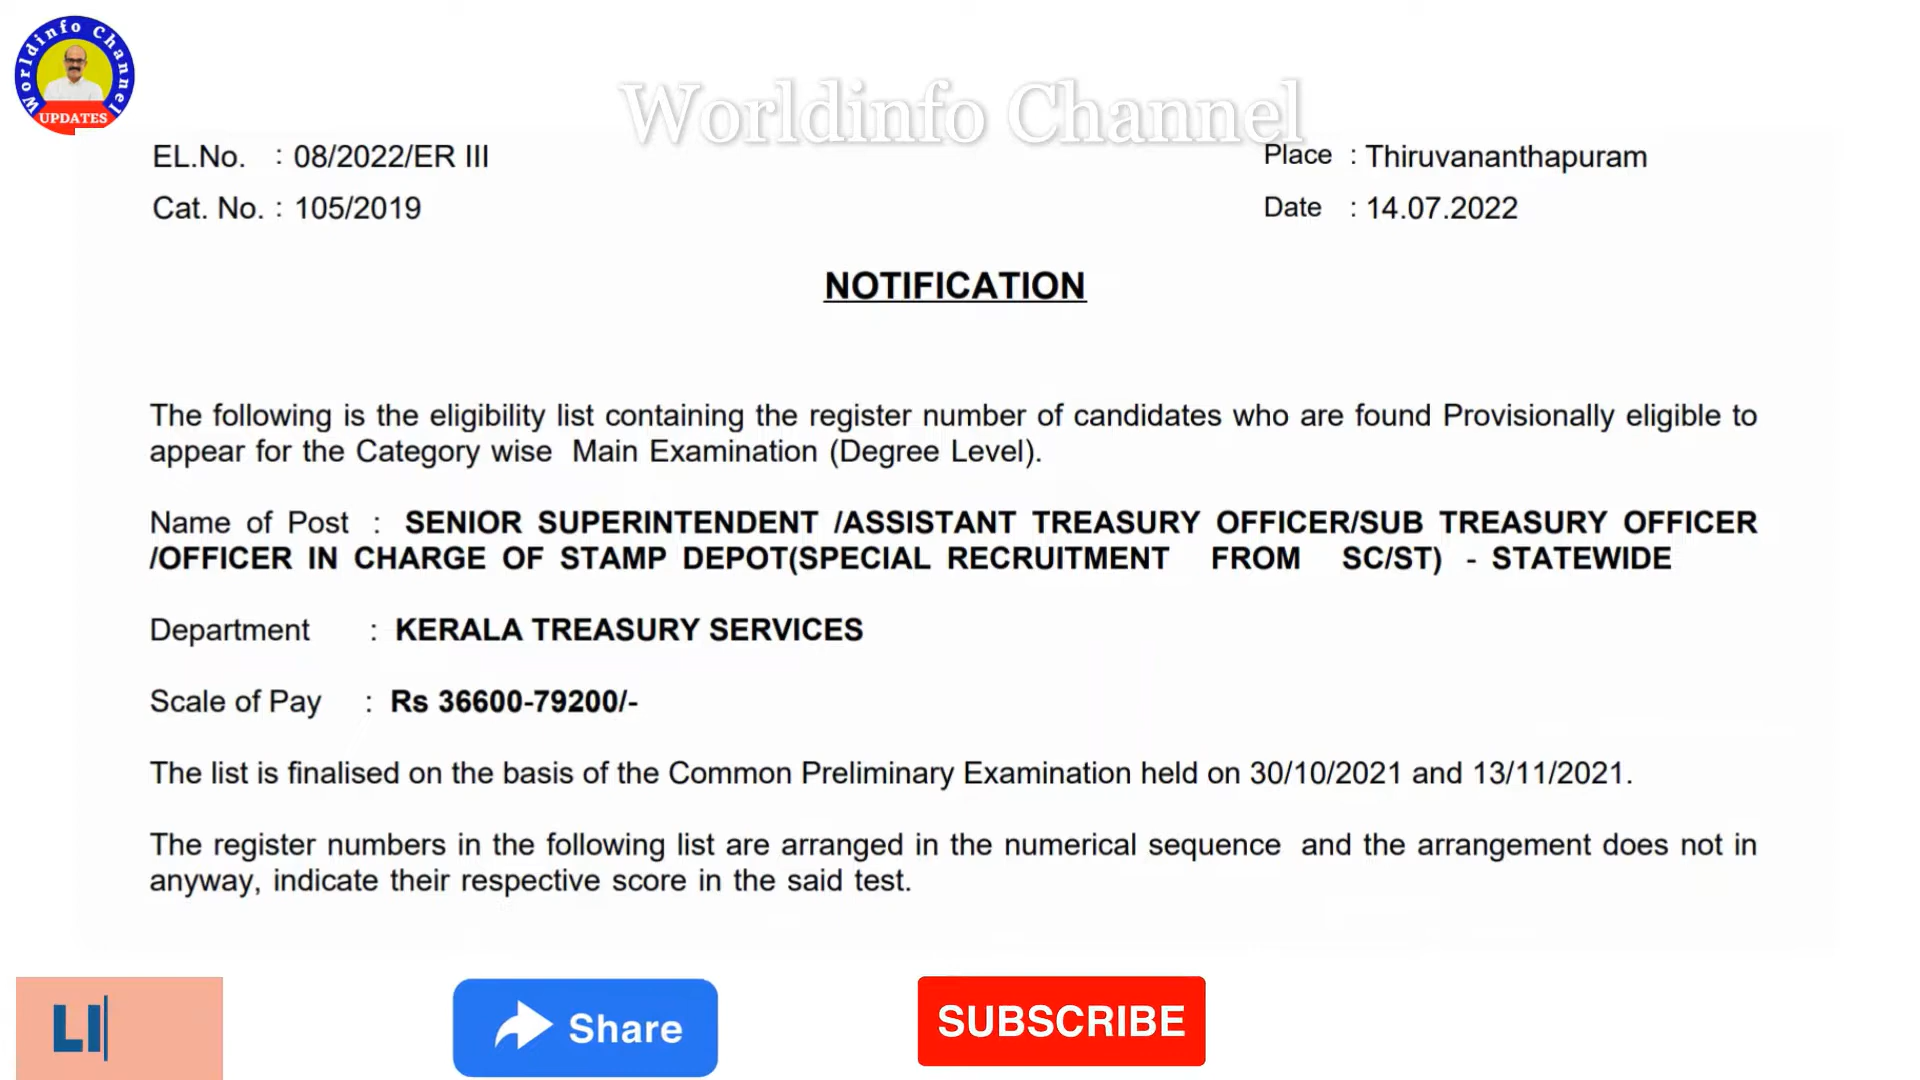 Worldinfo Channel
UPDATES
Worldinfo Channel
EL.No. : 08/2022/ER III
Place : Thiruvananthapuram
Cat. No. : 105/2019
Date : 14.07.2022
NOTIFICATION
The following is the eligibility list containing the register number of candidates who are found Provisionally eligible to
appear for the Category wise Main Examination (Degree Level).
Name of Post : SENIOR SUPERINTENDENT /ASSISTANT TREASURY OFFICER/SUB TREASURY OFFICER
/OFFICER IN CHARGE OF STAMP DEPOT(SPECIAL RECRUITMENT FROM SC/ST) - STATEWIDE
Department : KERALA TREASURY SERVICES
Scale of Pay : Rs 36600-79200/-
The list is finalised on the basis of the Common Preliminary Examination held on 30/10/2021 and 13/11/2021.
The register numbers in the following list are arranged in the numerical sequence and the arrangement does not in
anyway, indicate their respective score in the said test.
LI
Share
SUBSCRIBE